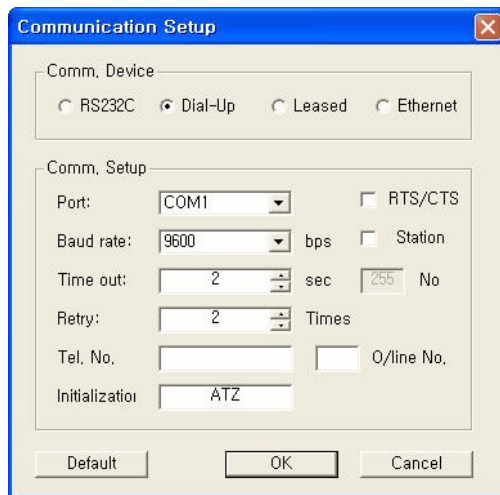 Communication Setup
Comm. Device
RS232C Dial-Up Leased Ethernet
Comm. Setup
Port: COM1 RTS/CTS
Baud rate: 9600 bps Station
Time out: 2 sec 255 No
Retry: 2 Times
Tel. No. O/line No.
Initialization ATZ
Default OK Cancel